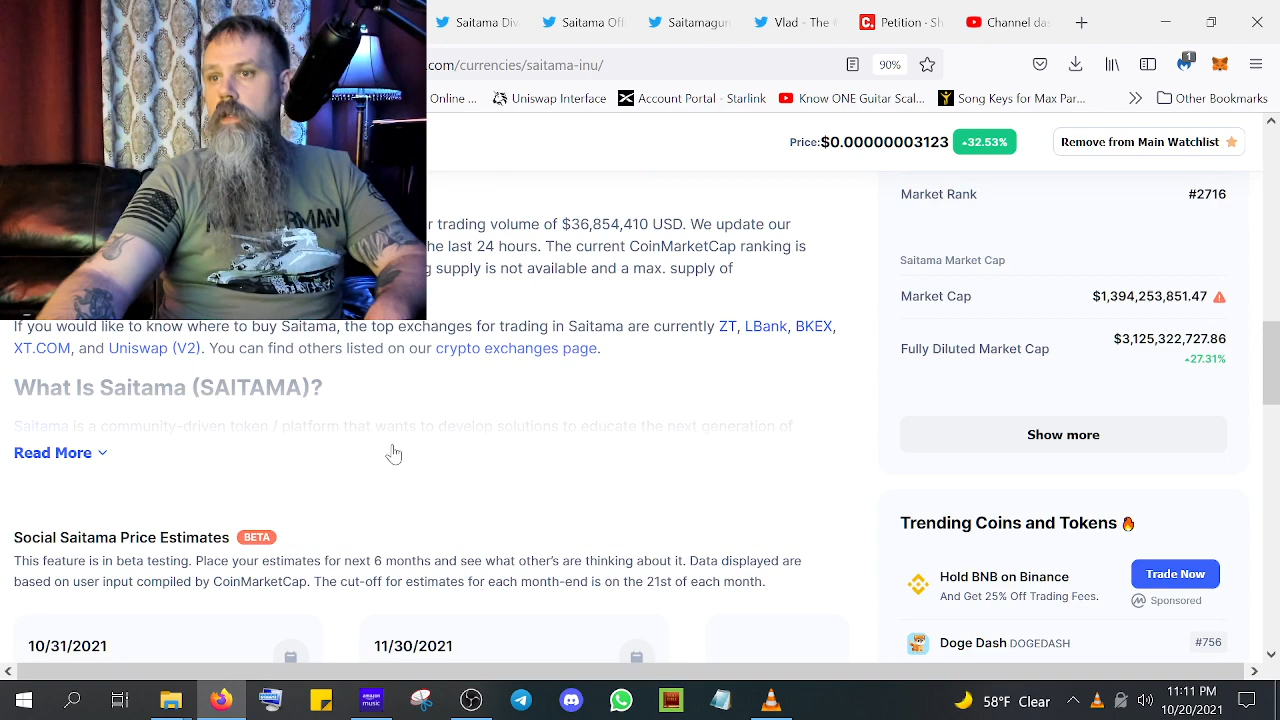 Saitama Div
Saitama Off
Saitamagur
Vlad - The
Petition · Sh
Channel das
.com/currencies/saitama-inu/
90%
1
Online ...
Uniswap Interface
Account Portal - Starlink
Know ONE Guitar Scal...
Song Keys for Max Par...
Other Bookmarks
Price:$0.00000003123
32.53%
Remove from Main Watchlist
Market Rank
#2716
r trading volume of $36,854,410 USD. We update our
he last 24 hours. The current CoinMarketCap ranking is
g supply is not available and a max. supply of
Saitama Market Cap
Market Cap
$1,394,253,851.47
Fully Diluted Market Cap
$3,125,322,727.86
27.31%
Show more
If you would like to know where to buy Saitama, the top exchanges for trading in Saitama are currently ZT, LBank, BKEX,
XT.COM, and Uniswap (V2). You can find others listed on our crypto exchanges page.
What Is Saitama (SAITAMA)?
Saitama is a community-driven token / platform that wants to develop solutions to educate the next generation of
Read More
Social Saitama Price Estimates BETA
This feature is in beta testing. Place your estimates for next 6 months and see what other's are thinking about it. Data displayed are
based on user input compiled by CoinMarketCap. The cut-off for estimates for each month-end is on the 21st of each month.
10/31/2021
11/30/2021
Trending Coins and Tokens
Hold BNB on Binance
And Get 25% Off Trading Fees.
Trade Now
Sponsored
Doge Dash DOGEDASH
#756
amazon
music
58°F Clear
11:11 PM
10/20/2021